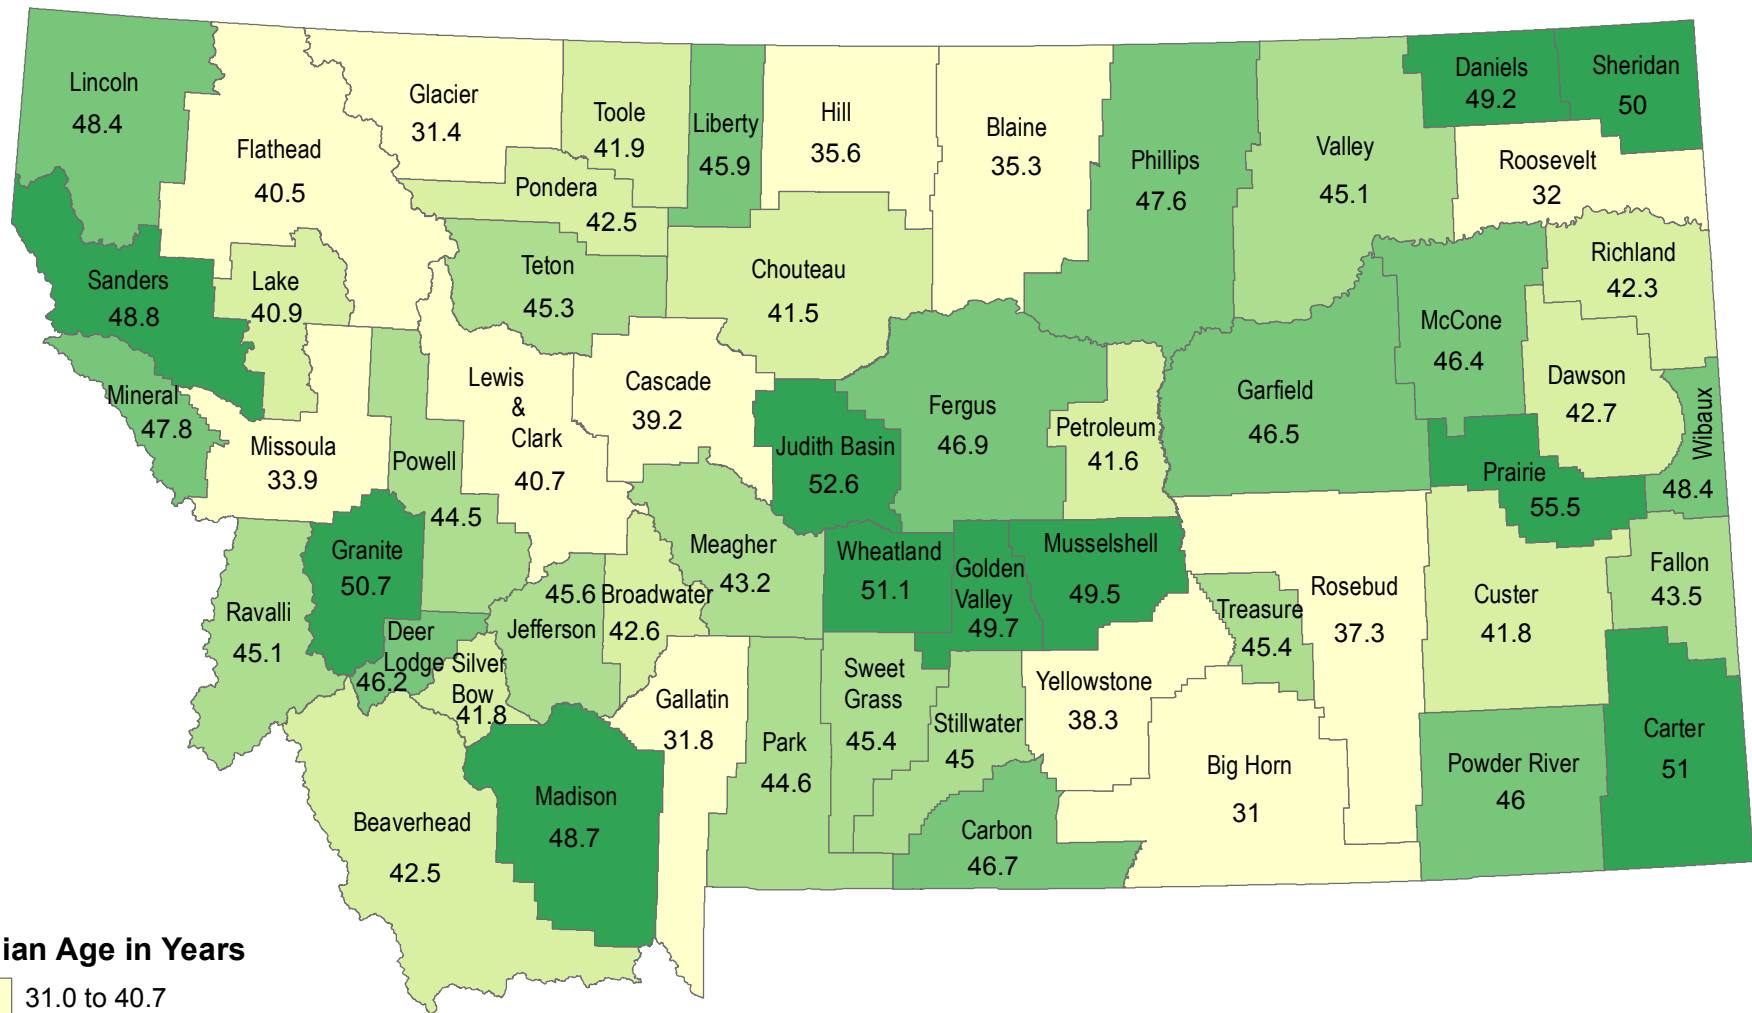 Lincoln
48.4
Flathead
40.5
Glacier
31.4
Toole
41.9
Liberty
45.9
Hill
35.6
Blaine
35.3
Phillips
47.6
Valley
45.1
Daniels
49.2
Sheridan
50
Roosevelt
32
Pondera
42.5
Sanders
48.8
Lake
40.9
Teton
45.3
Chouteau
41.5
Richland
42.3
McCone
46.4
Mineral
47.8
Missoula
33.9
Powell
44.5
Lewis
&
Clark
40.7
Cascade
39.2
Judith Basin
52.6
Fergus
46.9
Petroleum
41.6
Garfield
46.5
Dawson
42.7
Wibaux
48.4
Prairie
55.5
Granite
50.7
Ravalli
45.1
Deer
Lodge
46.2
Silver
Bow
41.8
45.6
Jefferson
Broadwater
42.6
Meagher
43.2
Wheatland
51.1
Golden
Valley
49.7
Musselshell
49.5
Treasure
45.4
Rosebud
37.3
Custer
41.8
Fallon
43.5
Beaverhead
42.5
Madison
48.7
Gallatin
31.8
Park
44.6
Sweet
Grass
45.4
Stillwater
45
Yellowstone
38.3
Carbon
46.7
Big Horn
31
Powder River
46
Carter
51
ian Age in Years
31.0 to 40.7